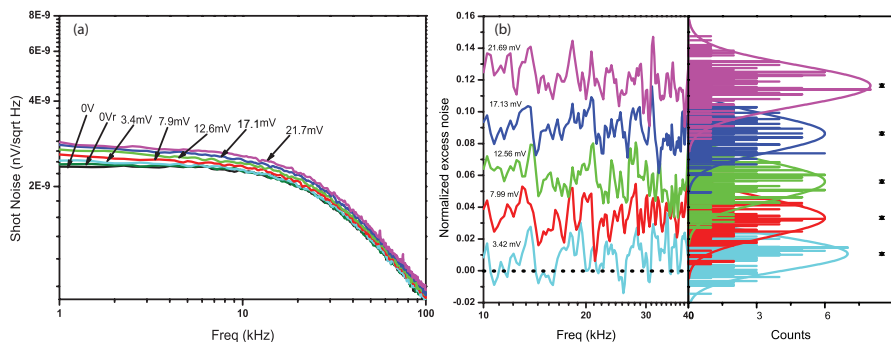 (a)
8E-9
4E-9
2E-9
Shot Noise (nV/sqrt Hz)
0V
0Vr
3.4mV
7.9mV
12.6mV
17.1mV
21.7mV
1
10
100
Freq (kHz)
(b)
0.16
0.14
0.12
0.10
0.08
0.06
0.04
0.02
0.00
-0.02
Normalized excess noise
21.69 mV
17.13 mV
12.56 mV
7.99 mV
3.42 mV
10
20
30
40
Freq (kHz)
0
3
6
Counts